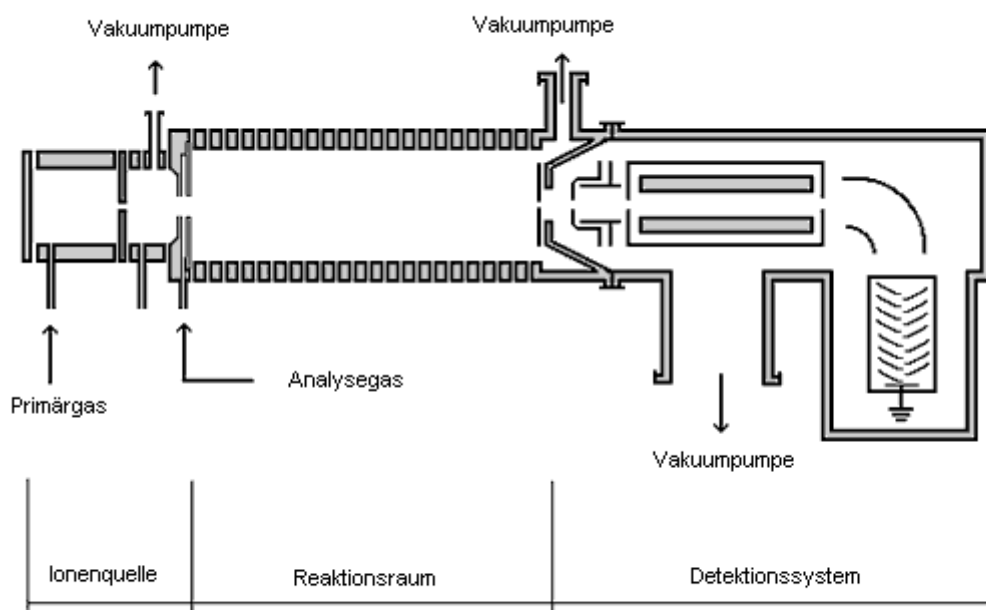 Vakuumpumpe
Vakuumpumpe
Analysegas
Primärgas
Vakuumpumpe
Ionenquelle
Reaktionsraum
Detektionssystem